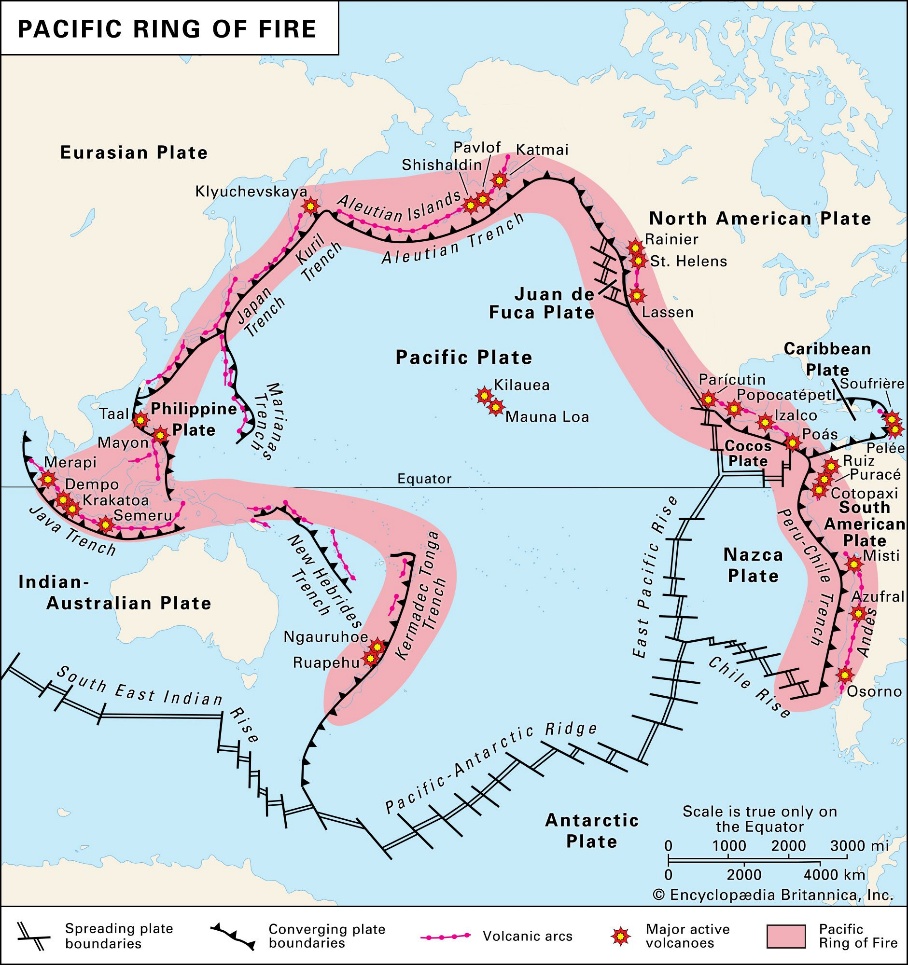 PACIFIC RING OF FIRE
Eurasian Plate
Pavlof
Shishaldin
Katmai
Klyuchevskaya
Aleutian Islands
Aleutian Trench
Kuril
Trench
Japan
Trench
North American Plate
Rainier
St. Helens
Juan de
Fuca Plate
Lassen
Pacific Plate
Kilauea
Mauna Loa
Marianas
Trench
Caribbean
Plate
Soufrière
Parícutin
Popocatépetl
Izalco
Poás
Pelée
Taal
Philippine
Plate
Mayon
Cocos
Plate
Ruiz
Puracé
Cotopaxi
Merapi
Dempo
Krakatoa
Semeru
Java Trench
Equator
South
American
Plate
Misti
Azufral
Andes
Osorno
Peru-Chile
Trench
Nazca
Plate
East Pacific Rise
Chile Rise
Indian-
Australian Plate
New Hebrides
Trench
Kermadec Tonga
Trench
Ngauruhoe
Ruapehu
South East Indian Rise
Pacific-Antarctic Ridge
Antarctic
Plate
Scale is true only on
the Equator
0 1000 2000 3000 mi
0 2000 4000 km
© Encyclopædia Britannica, Inc.
Spreading plate
boundaries
Converging plate
boundaries
Volcanic arcs
Major active
volcanoes
Pacific
Ring of Fire